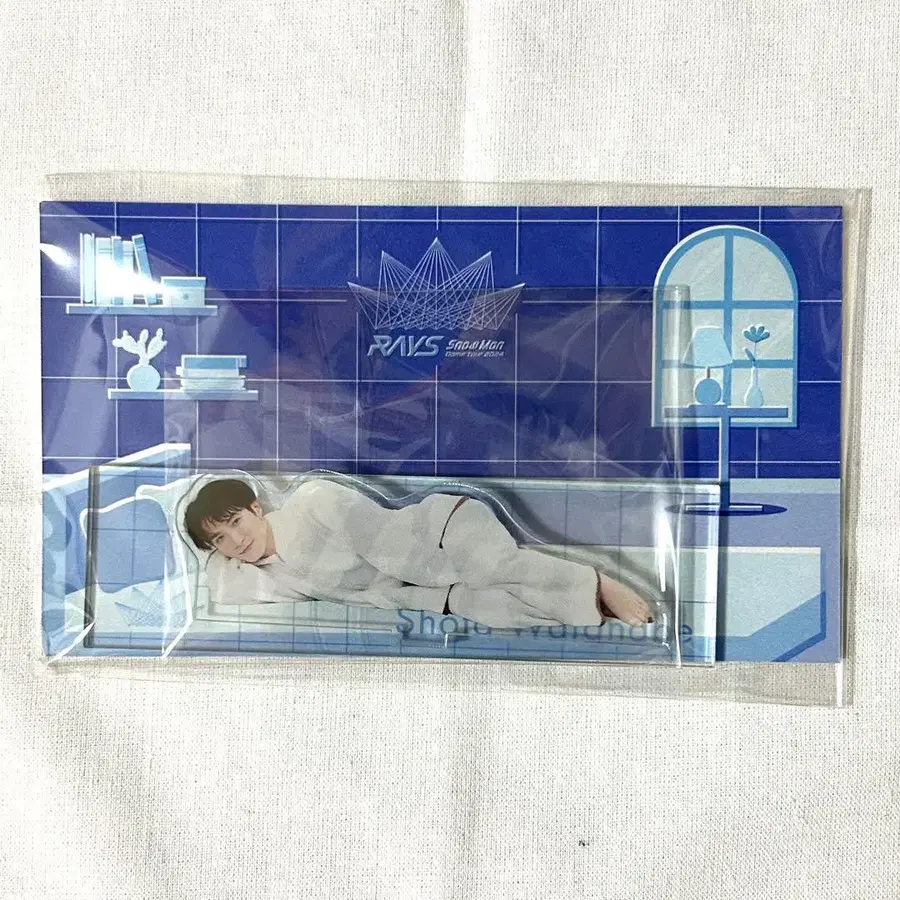 RAYS
Snow Man
Dome Tour 2024
Shota Watanabe